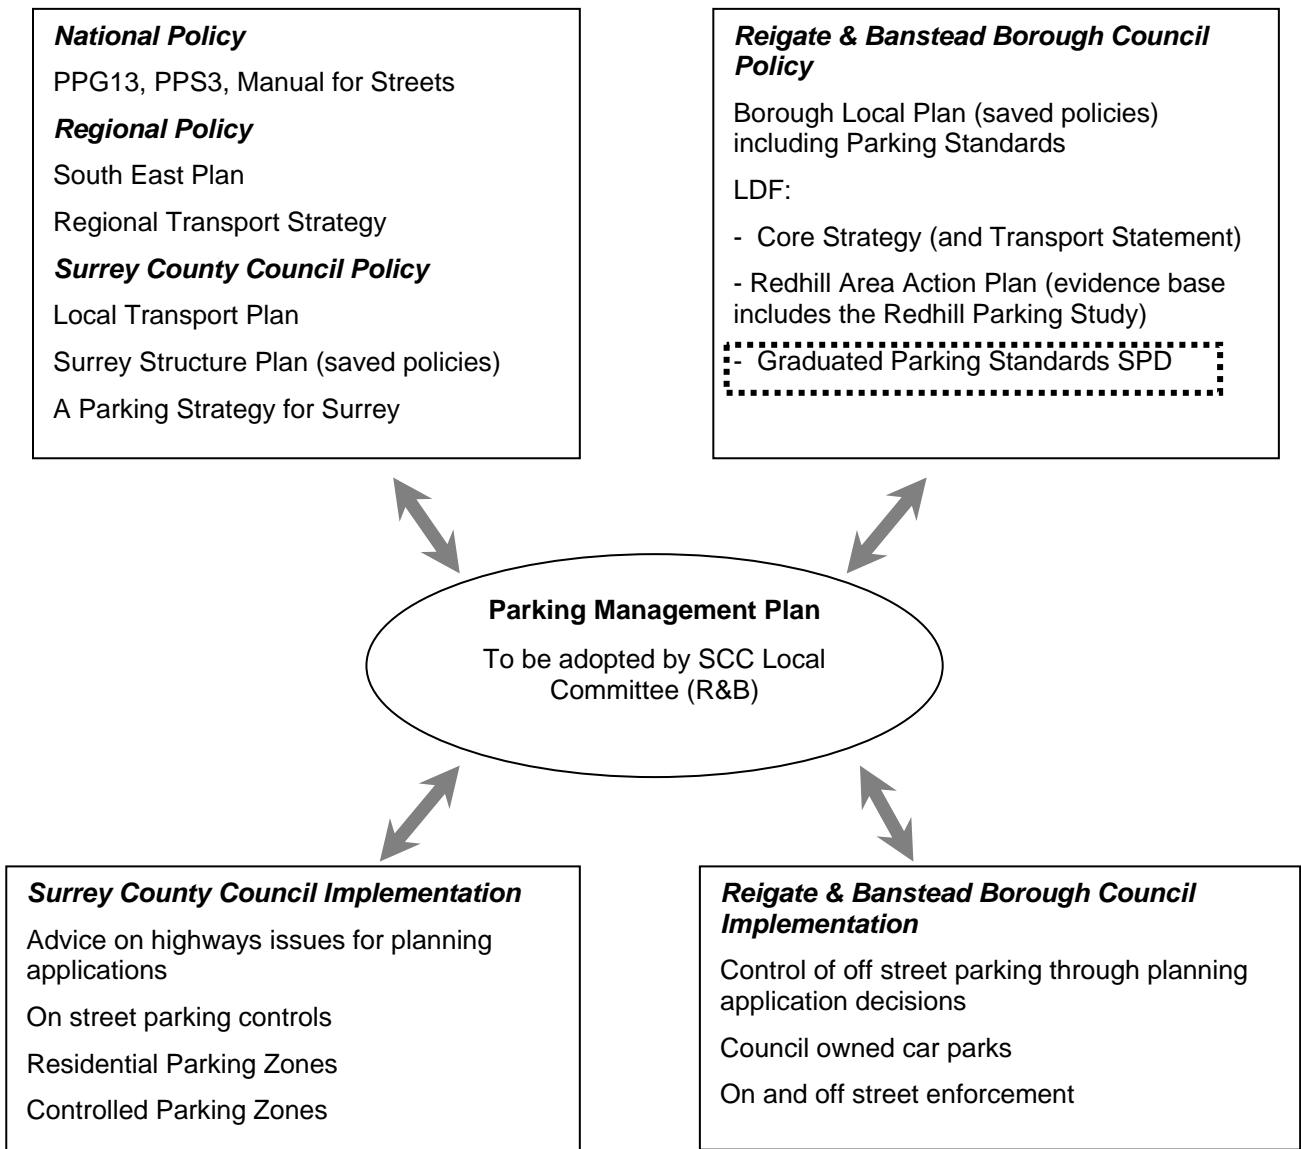 National Policy
PPG13, PPS3, Manual for Streets
Regional Policy
South East Plan
Regional Transport Strategy
Surrey County Council Policy
Local Transport Plan
Surrey Structure Plan (saved policies)
A Parking Strategy for Surrey
Reigate & Banstead Borough Council
Policy
Borough Local Plan (saved policies)
including Parking Standards
LDF:
- Core Strategy (and Transport Statement)
- Redhill Area Action Plan (evidence base
includes the Redhill Parking Study)
- Graduated Parking Standards SPD
Parking Management Plan
To be adopted by SCC Local
Committee (R&B)
Surrey County Council Implementation
Advice on highways issues for planning
applications
On street parking controls
Residential Parking Zones
Controlled Parking Zones
Reigate & Banstead Borough Council
Implementation
Control of off street parking through planning
application decisions
Council owned car parks
On and off street enforcement